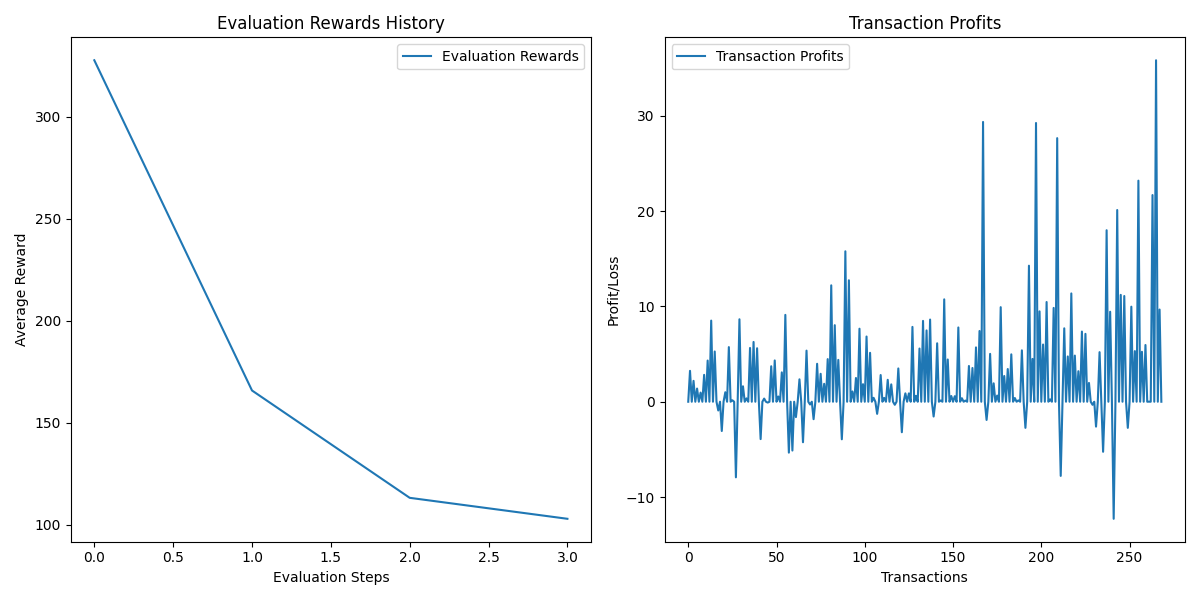 Evaluation Rewards History
Evaluation Rewards
300
250
200
150
100
Average Reward
0.0 0.5 1.0 1.5 2.0 2.5 3.0
Evaluation Steps
Transaction Profits
Transaction Profits
30
20
10
0
−10
Profit/Loss
0 50 100 150 200 250
Transactions